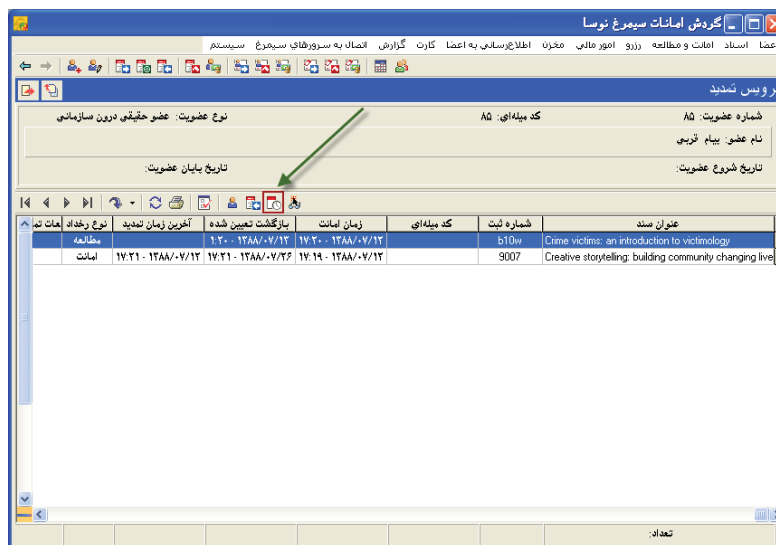 گردش امانات سیمرغ نوسا
عضا اسناد امانت و مطالعه رزرو امور مالی مخزن اطلاع‌رسانی به اعضا کارت گزارش اتصال به سرورهای سیمرغ سیستم
رویس تمدید
شماره عضویت: ۸۵ کد میله‌ای: ۸۵ نوع عضویت: عضو حقیقی درون سازمانی
نام عضو: پیام قربی
تاریخ شروع عضویت: تاریخ پایان عضویت:
عنوان سند شماره ثبت کد میله‌ای زمان امانت بازگشت تعیین شده آخرین زمان تمدید نوع رخداد
Crime victims: an introduction to victimology b10w ۱۷:۲۰ - ۱۳۸۸/۰۷/۱۲ ۱:۲۰ - ۱۳۸۸/۰۷/۱۳ مطالعه
Creative storytelling: building community changing live 9007 ۱۷:۱۹ - ۱۳۸۸/۰۷/۱۲ ۱۷:۲۱ - ۱۳۸۸/۰۷/۲۶ ۱۷:۲۱ - ۱۳۸۸/۰۷/۱۲ امانت
تعداد: